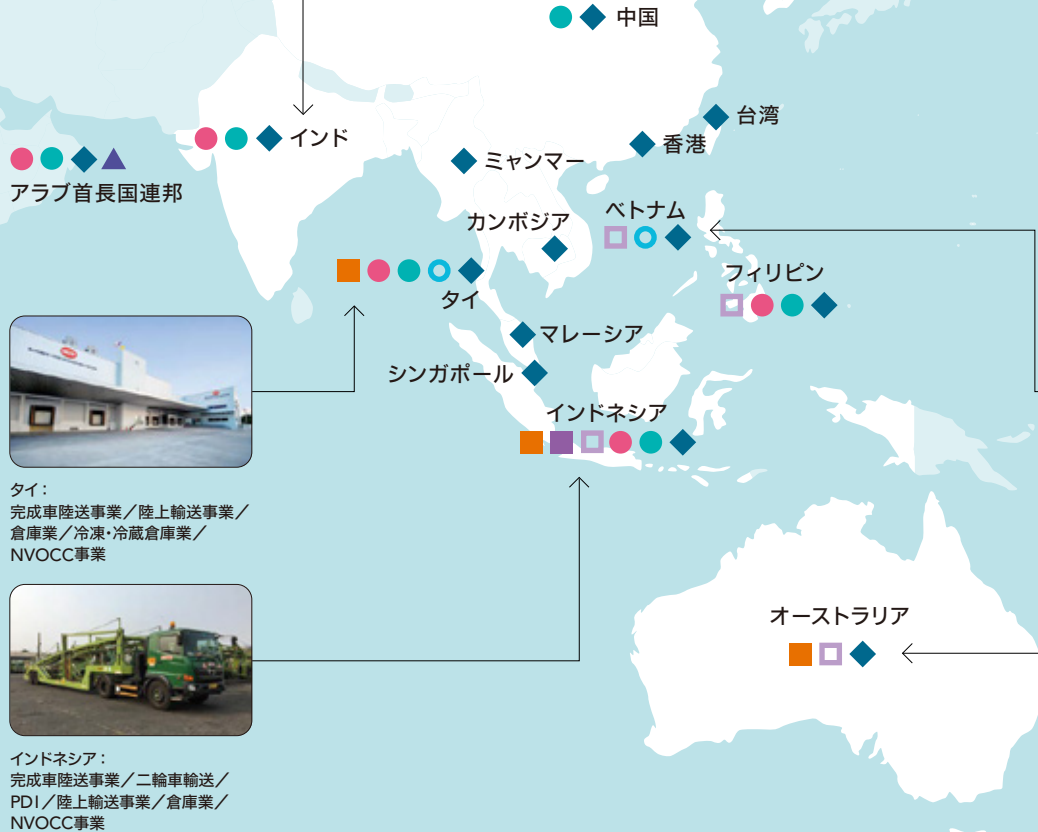 中国
台湾
香港
インド
ミャンマー
アラブ首長国連邦
カンボジア
ベトナム
フィリピン
タイ
マレーシア
シンガポール
インドネシア
タイ：
完成車陸送事業／陸上輸送事業／
倉庫業／冷凍・冷蔵倉庫業／
NVOCC事業
オーストラリア
インドネシア：
完成車陸送事業／二輪車輸送／
PDI／陸上輸送事業／倉庫業／
NVOCC事業